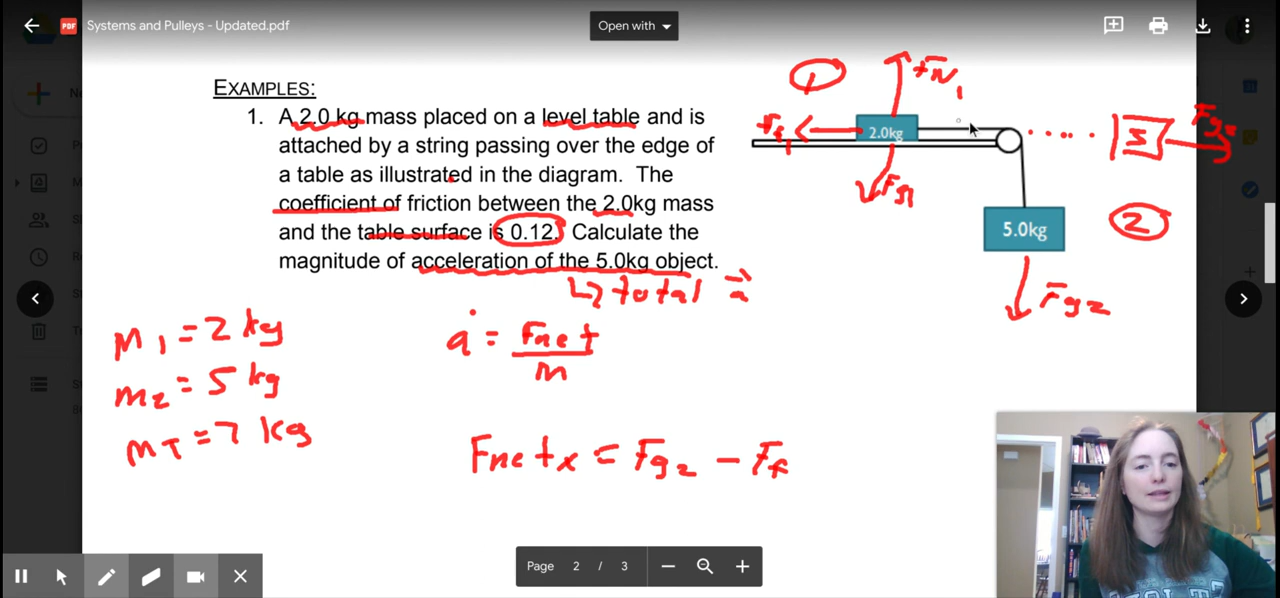 PDF Systems and Pulleys - Updated.pdf
Open with
EXAMPLES:
1. A 2.0 kg mass placed on a level table and is
attached by a string passing over the edge of
a table as illustrated in the diagram. The
coefficient of friction between the 2.0kg mass
and the table surface is 0.12. Calculate the
magnitude of acceleration of the 5.0kg object.
↳ total a⃗
1
FN1
Ff1
2.0kg
Fg1
5
Fg2
2
5.0kg
Fg2
m1 = 2 kg
m2 = 5 kg
mT = 7 kg
a = Fnet
m
Fnetx = Fg2 - Ff
Page 2 / 3